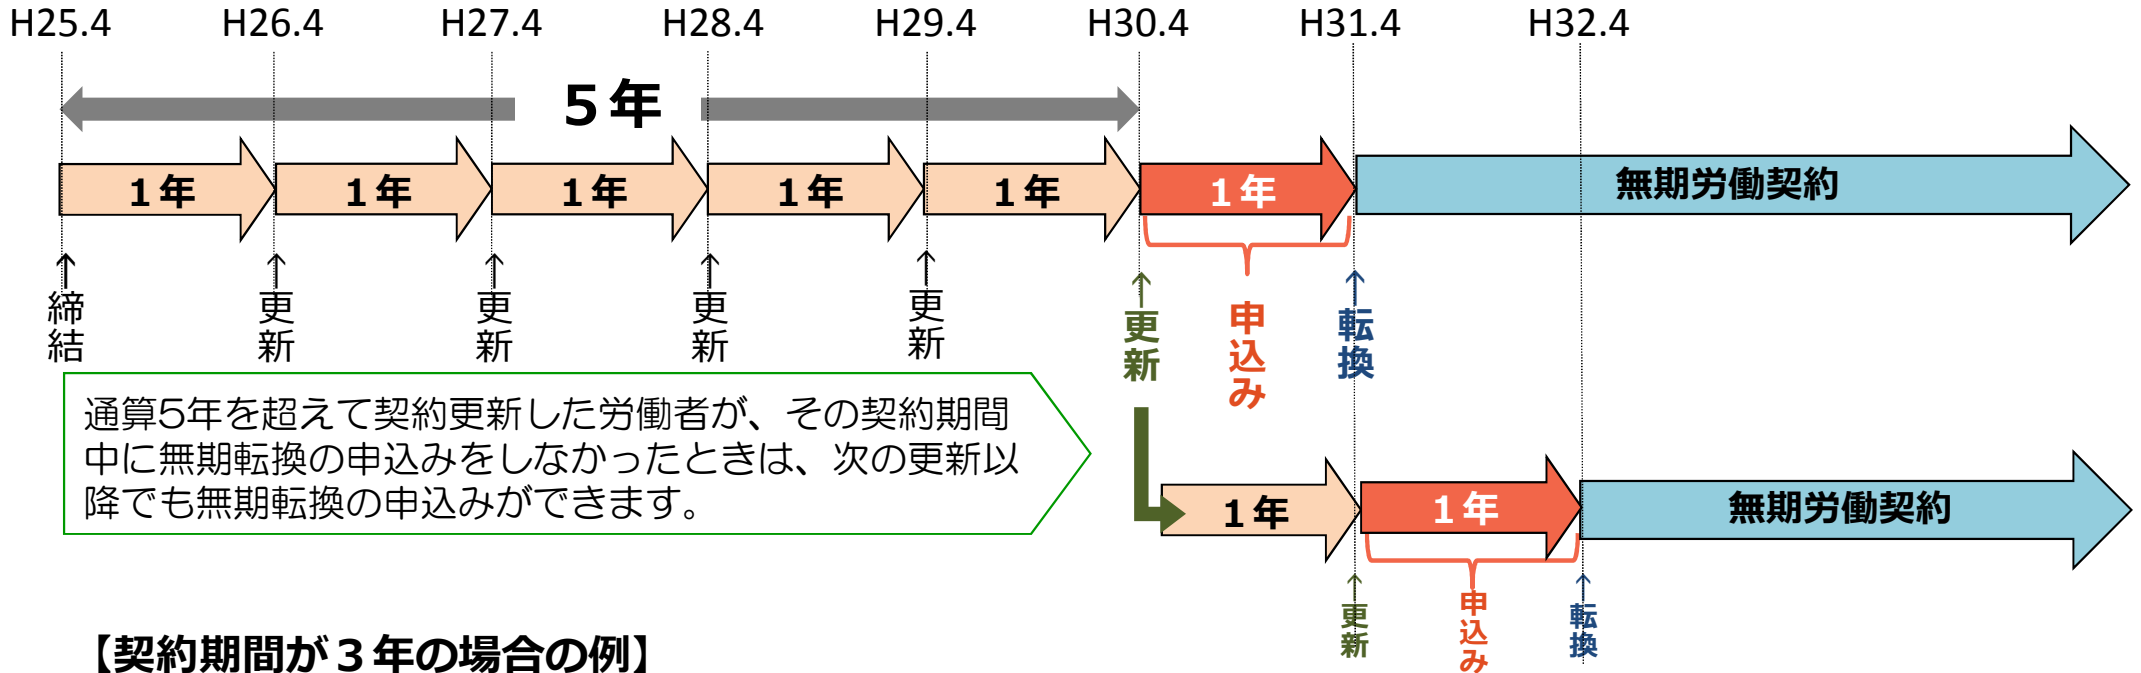 H25.4 H26.4 H27.4 H28.4 H29.4 H30.4 H31.4 H32.4
5年
1年 1年 1年 1年 1年 1年 無期労働契約
↑締結 ↑更新 ↑更新 ↑更新 ↑更新 ↑更新 申込み ↑転換
通算5年を超えて契約更新した労働者が、その契約期間
中に無期転換の申込みをしなかったときは、次の更新以
降でも無期転換の申込みができます。
1年 1年 無期労働契約
↑更新 申込み ↑転換
【契約期間が3年の場合の例】